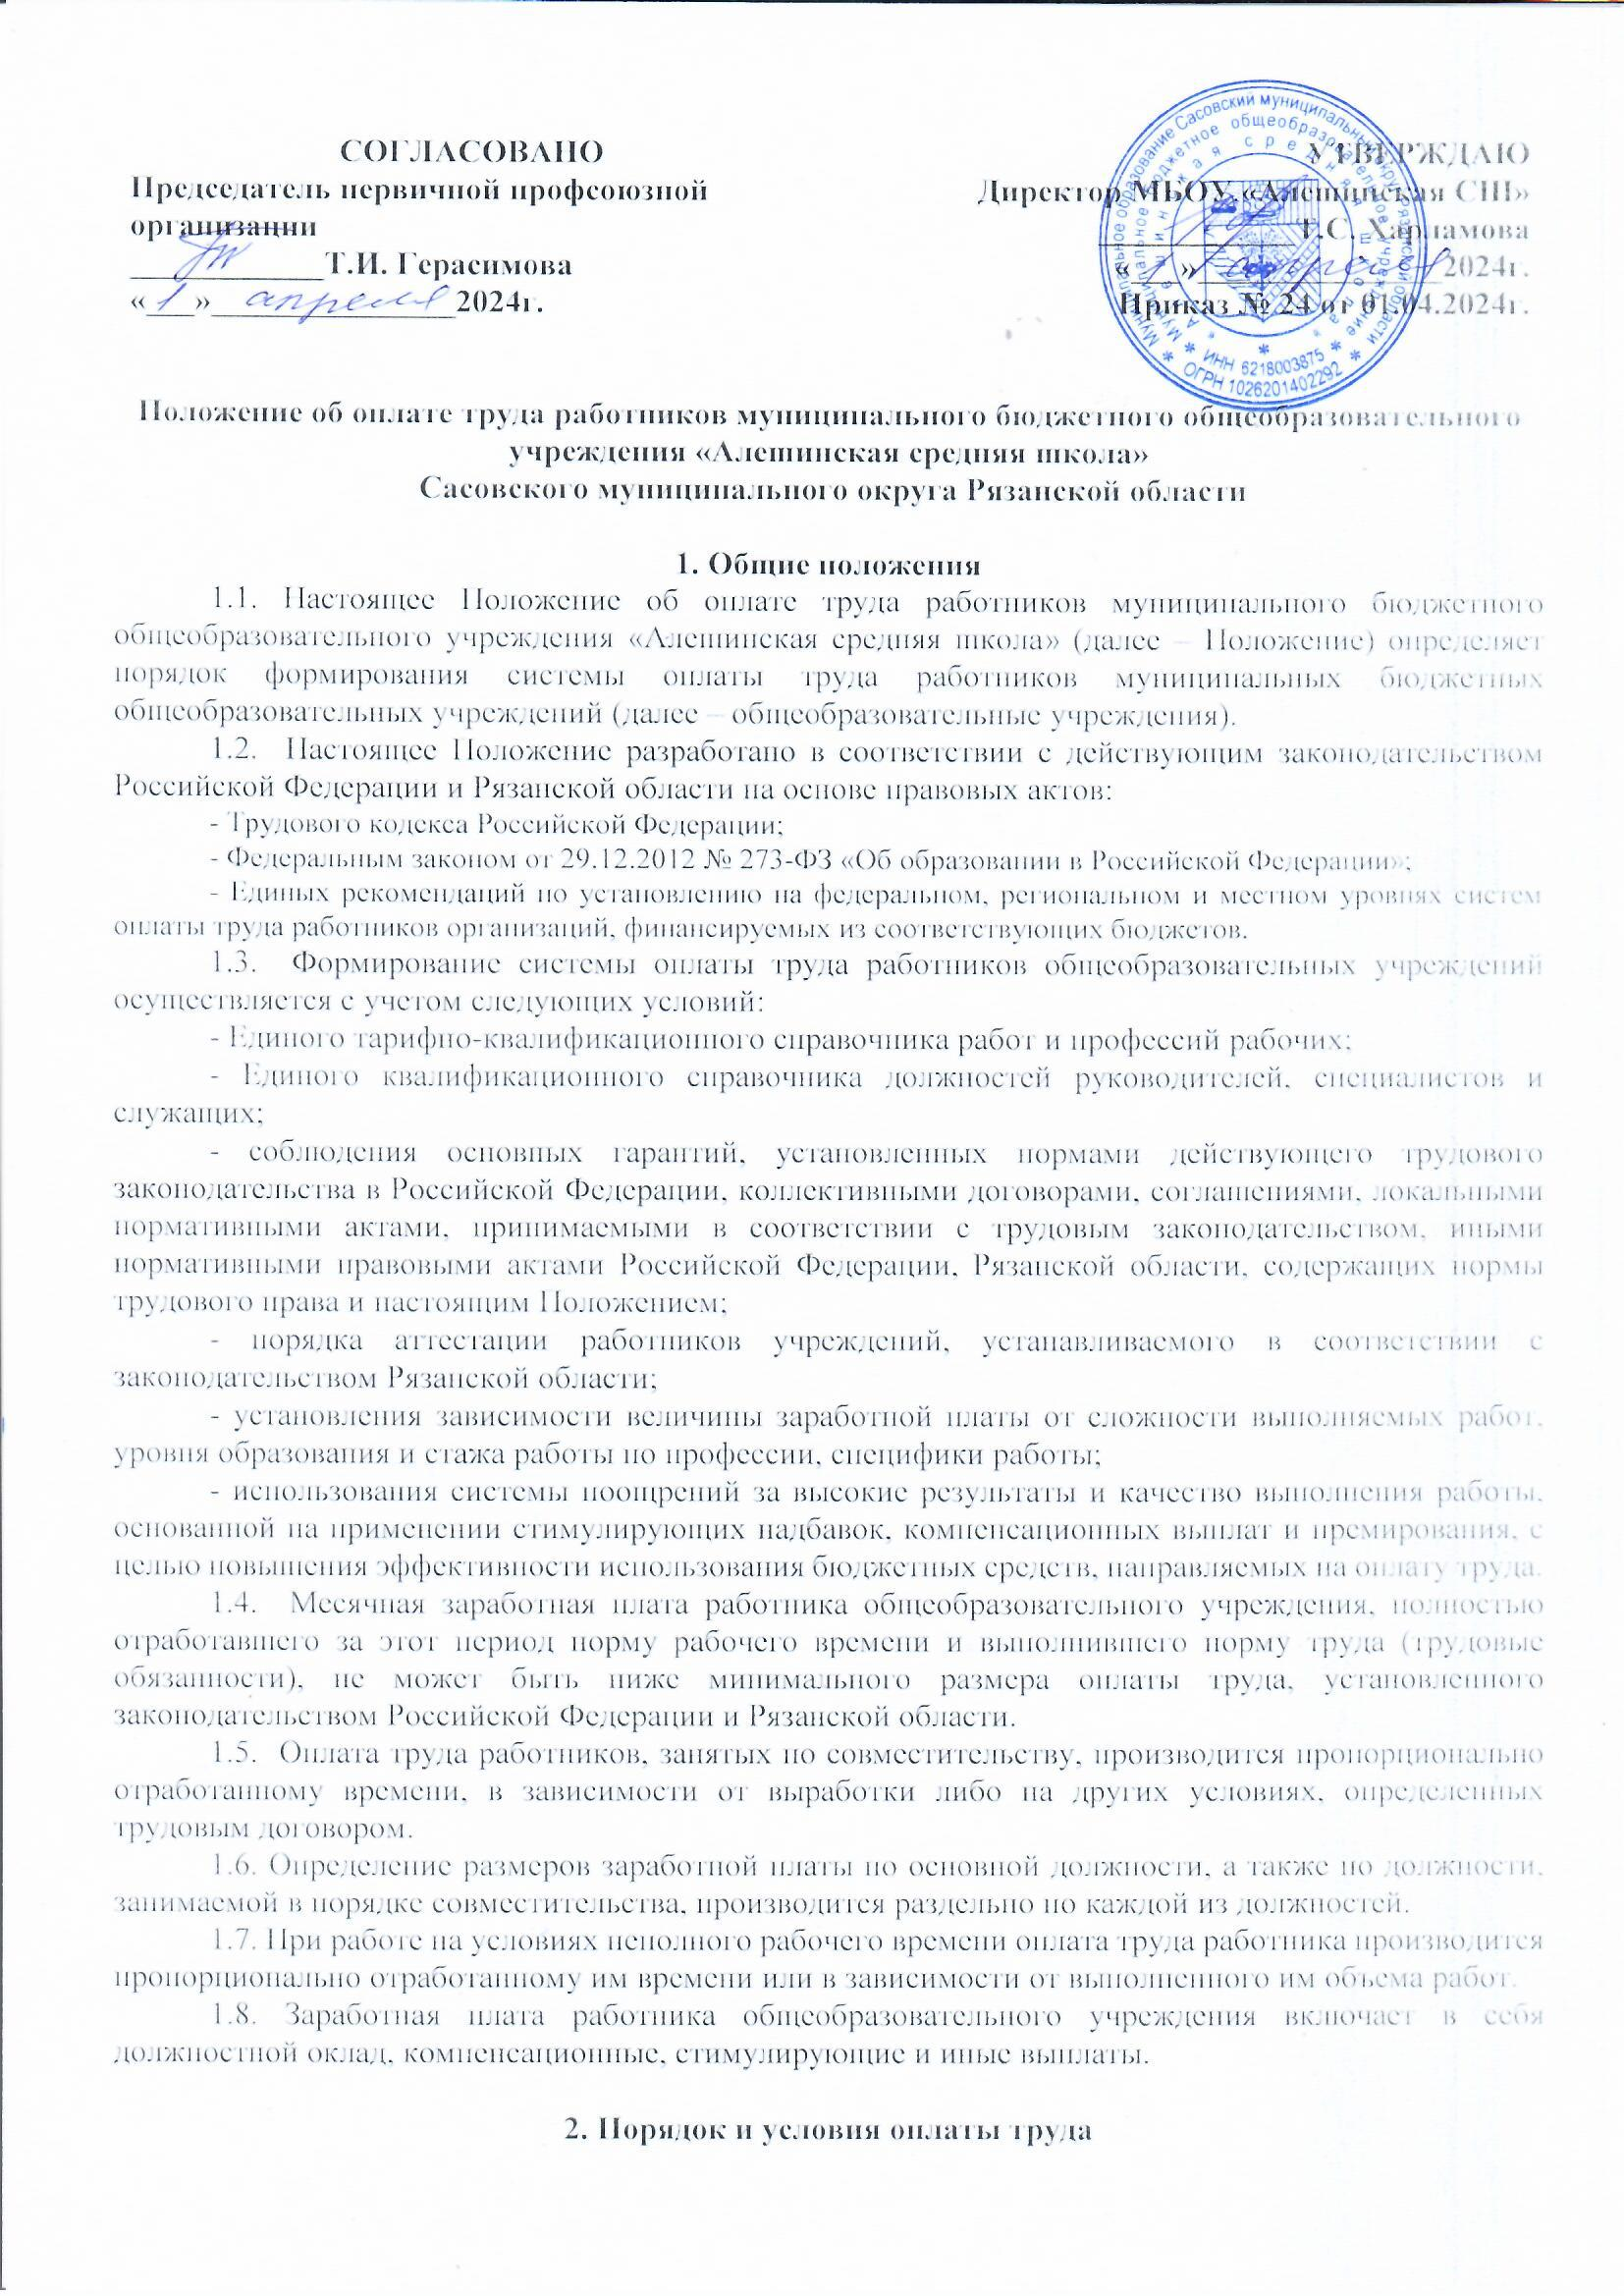 СОГЛАСОВАНО
Председатель первичной профсоюзной
организации
____________Т.И. Герасимова
«_1_»_апреля_2024г.
УТВЕРЖДАЮ
Директор МБОУ «Алешинская СШ»
____________ Харламова
«_1_»_апреля_2024г.
Приказ № 24 от 01.04.2024г.
ИНН 6218003875
ОГРН 1026201402292
Положение об оплате труда работников муниципального бюджетного общеобразовательного
учреждения «Алешинская средняя школа»
Сасовского муниципального округа Рязанской области
1. Общие положения
1.1. Настоящее Положение об оплате труда работников муниципального бюджетного
общеобразовательного учреждения «Алешинская средняя школа» (далее – Положение) определяет
порядок формирования системы оплаты труда работников муниципальных бюджетных
общеобразовательных учреждений (далее – общеобразовательные учреждения).
1.2. Настоящее Положение разработано в соответствии с действующим законодательством
Российской Федерации и Рязанской области на основе правовых актов:
- Трудового кодекса Российской Федерации;
- Федеральным законом от 29.12.2012 № 273-ФЗ «Об образовании в Российской Федерации»;
- Единых рекомендаций по установлению на федеральном, региональном и местном уровнях систем
оплаты труда работников организаций, финансируемых из соответствующих бюджетов.
1.3. Формирование системы оплаты труда работников общеобразовательных учреждений
осуществляется с учетом следующих условий:
- Единого тарифно-квалификационного справочника работ и профессий рабочих;
- Единого квалификационного справочника должностей руководителей, специалистов и
служащих;
- соблюдения основных гарантий, установленных нормами действующего трудового
законодательства в Российской Федерации, коллективными договорами, соглашениями, локальными
нормативными актами, принимаемыми в соответствии с трудовым законодательством, иными
нормативными правовыми актами Российской Федерации, Рязанской области, содержащих нормы
трудового права и настоящим Положением;
- порядка аттестации работников учреждений, устанавливаемого в соответствии с
законодательством Рязанской области;
- установления зависимости величины заработной платы от сложности выполняемых работ,
уровня образования и стажа работы по профессии, специфики работы;
- использования системы поощрений за высокие результаты и качество выполнения работы,
основанной на применении стимулирующих надбавок, компенсационных выплат и премирования, с
целью повышения эффективности использования бюджетных средств, направляемых на оплату труда.
1.4. Месячная заработная плата работника общеобразовательного учреждения, полностью
отработавшего за этот период норму рабочего времени и выполнившего норму труда (трудовые
обязанности), не может быть ниже минимального размера оплаты труда, установленного
законодательством Российской Федерации и Рязанской области.
1.5. Оплата труда работников, занятых по совместительству, производится пропорционально
отработанному времени, в зависимости от выработки либо на других условиях, определенных
трудовым договором.
1.6. Определение размеров заработной платы по основной должности, а также по должности,
занимаемой в порядке совместительства, производится раздельно по каждой из должностей.
1.7. При работе на условиях неполного рабочего времени оплата труда работника производится
пропорционально отработанному им времени или в зависимости от выполненного им объема работ.
1.8. Заработная плата работника общеобразовательного учреждения включает в себя
должностной оклад, компенсационные, стимулирующие и иные выплаты.
2. Порядок и условия оплаты труда